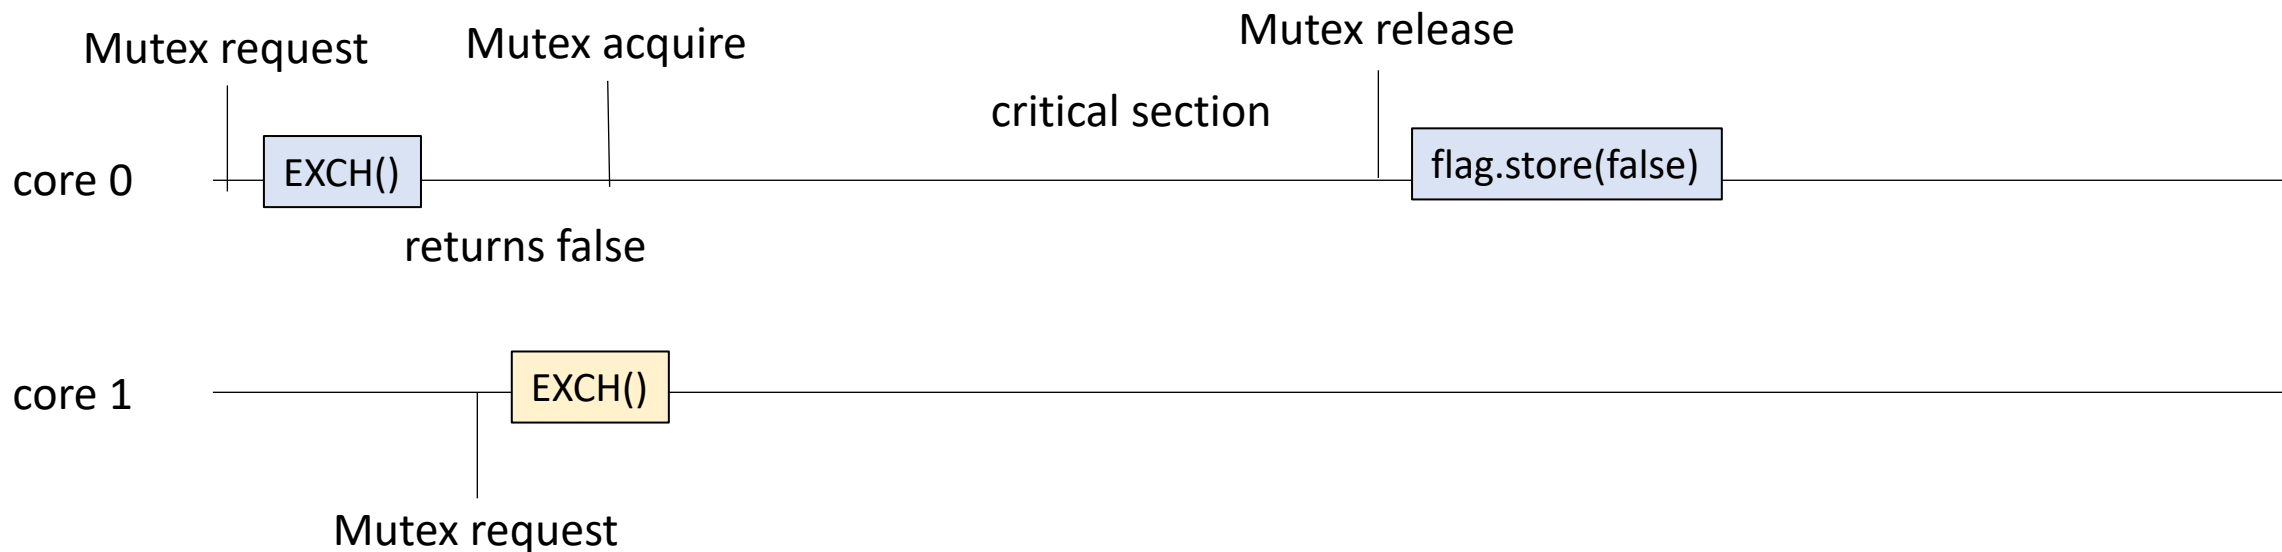 Mutex request
Mutex acquire
Mutex release
critical section
core 0
EXCH()
flag.store(false)
returns false
core 1
EXCH()
Mutex request